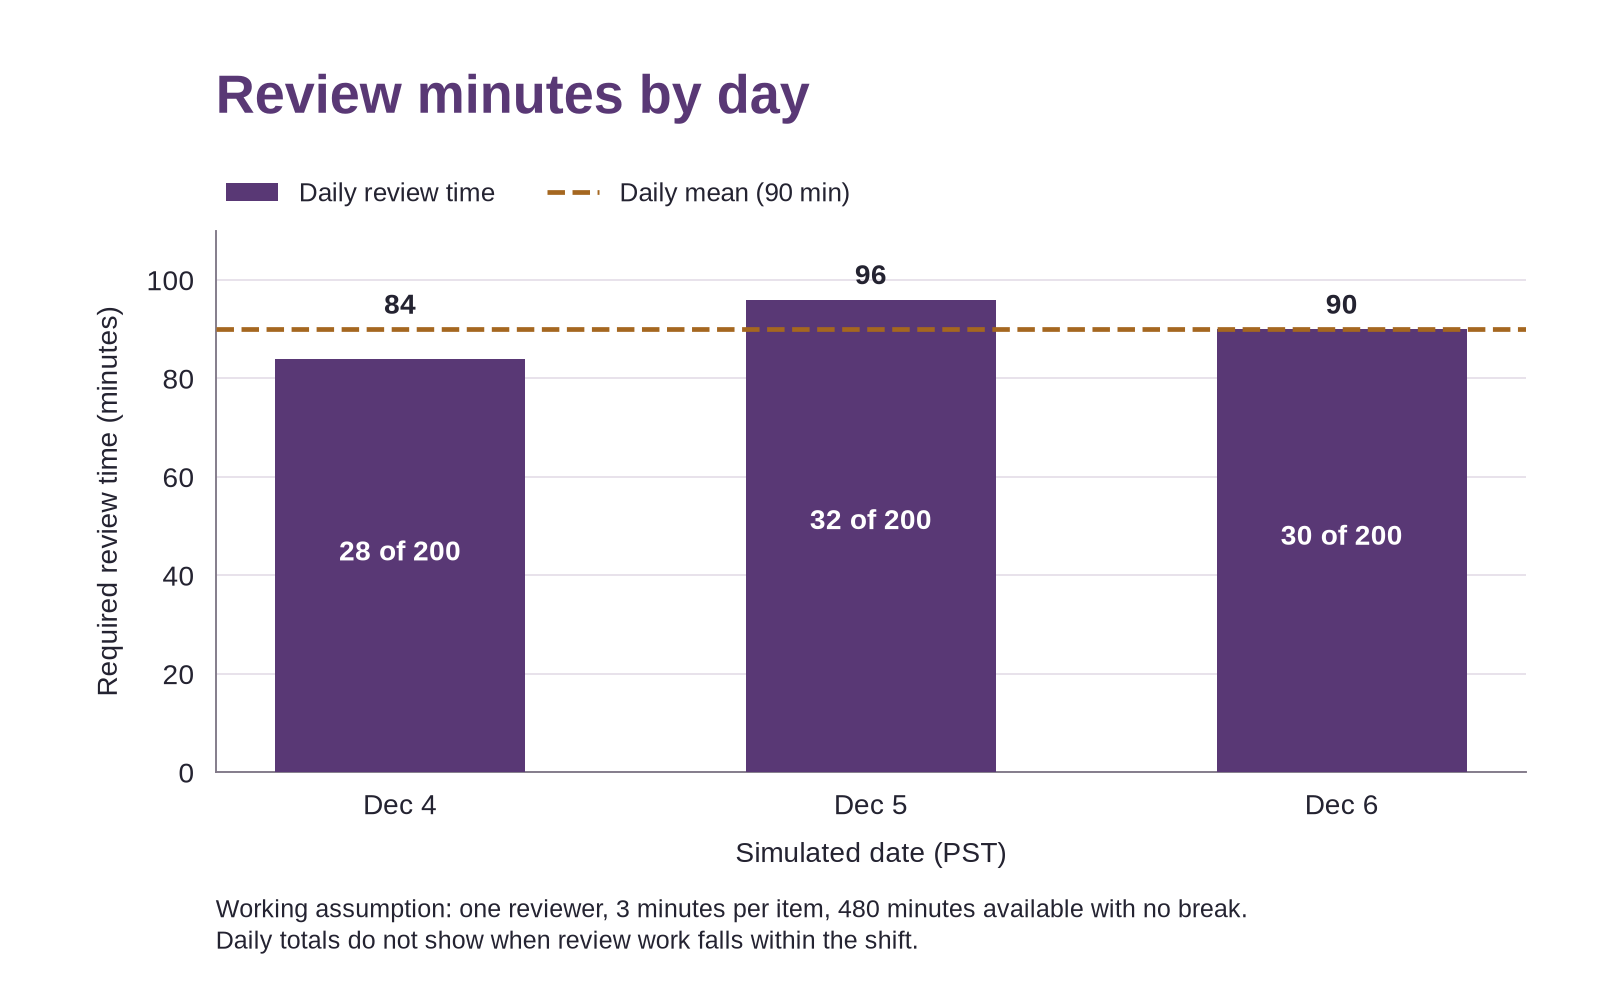 Review minutes by day
Daily review time
Daily mean (90 min)
Required review time (minutes)
100
80
60
40
20
0
84
96
90
28 of 200
32 of 200
30 of 200
Dec 4
Dec 5
Dec 6
Simulated date (PST)
Working assumption: one reviewer, 3 minutes per item, 480 minutes available with no break.
Daily totals do not show when review work falls within the shift.